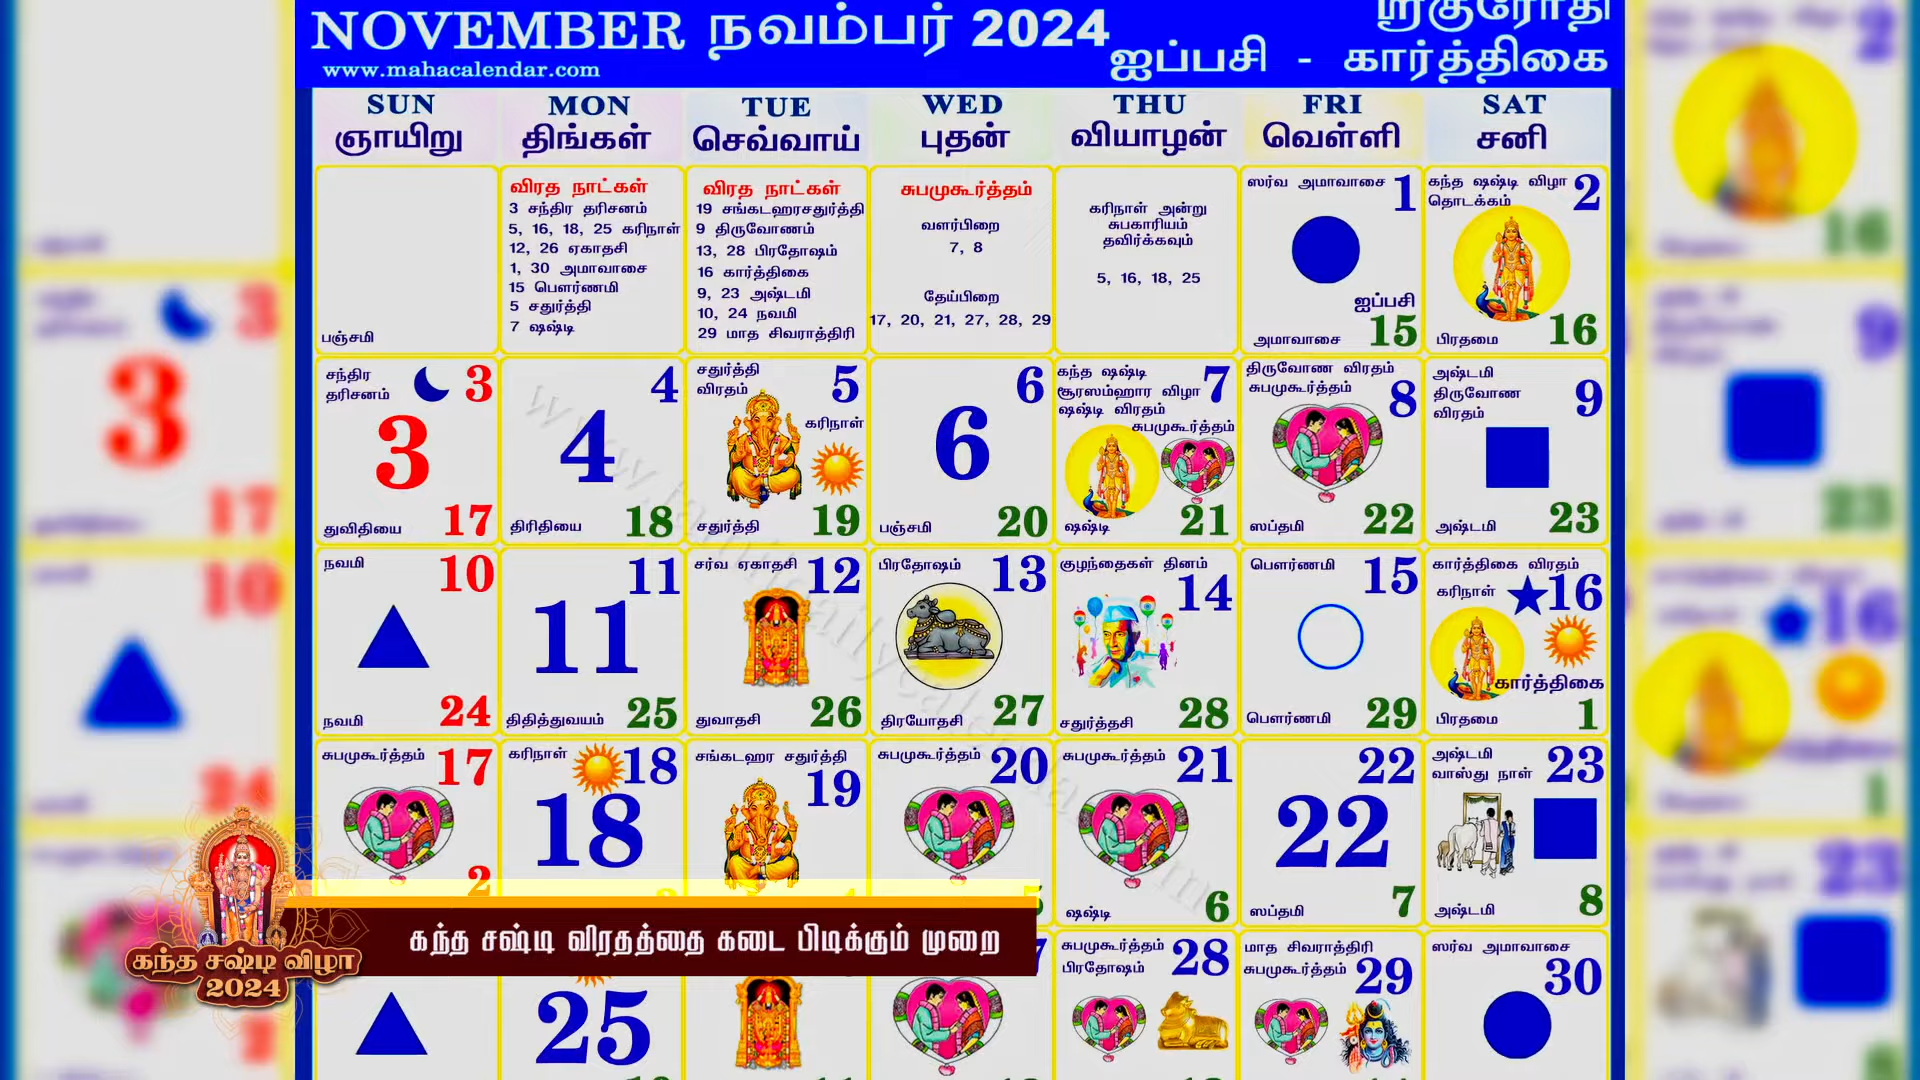 NOVEMBER நவம்பர் 2024
ஐப்பசி - கார்த்திகை
www.mahacalendar.com
SUN MON TUE WED THU FRI SAT
ஞாயிறு திங்கள் செவ்வாய் புதன் வியாழன் வெள்ளி சனி
பஞ்சமி
விரத நாட்கள்
3 சந்திர தரிசனம்
5, 16, 18, 25 கரிநாள்
12, 26 ஏகாதசி
1, 30 அமாவாசை
15 பௌர்ணமி
5 சதுர்த்தி
7 ஷஷ்டி
விரத நாட்கள்
19 சங்கடஹரசதுர்த்தி
9 திருவோணம்
13, 28 பிரதோஷம்
16 கார்த்திகை
9, 23 அஷ்டமி
10, 24 நவமி
29 மாத சிவராத்திரி
சுபமுகூர்த்தம்
வளர்பிறை
7, 8
தேய்பிறை
17, 20, 21, 27, 28, 29
கரிநாள் அன்று
சுபகாரியம்
தவிர்க்கவும்
5, 16, 18, 25
ஸர்வ அமாவாசை 1
ஐப்பசி
அமாவாசை 15
கந்த ஷஷ்டி விழா 2
தொடக்கம்
பிரதமை 16
சந்திர 3
தரிசனம்
3
துவிதியை 17
4
4
திரிதியை 18
சதுர்த்தி 5
விரதம்
கரிநாள்
சதுர்த்தி 19
6
6
பஞ்சமி 20
கந்த ஷஷ்டி 7
சூரஸம்ஹார விழா
ஷஷ்டி விரதம்
சுபமுகூர்த்தம்
ஷஷ்டி 21
திருவோண விரதம்
சுபமுகூர்த்தம் 8
ஸப்தமி 22
அஷ்டமி
திருவோண 9
விரதம்
அஷ்டமி 23
நவமி 10
நவமி 24
11
11
திதித்துவயம் 25
சர்வ ஏகாதசி 12
துவாதசி 26
பிரதோஷம் 13
திரயோதசி 27
குழந்தைகள் தினம்
14
சதுர்த்தசி 28
பௌர்ணமி 15
பௌர்ணமி 29
கார்த்திகை விரதம்
கரிநாள் 16
கார்த்திகை
பிரதமை 1
சுபமுகூர்த்தம் 17
2
கரிநாள் 18
18
சங்கடஹர சதுர்த்தி
19
சுபமுகூர்த்தம் 20
சுபமுகூர்த்தம் 21
ஷஷ்டி 6
22
22
ஸப்தமி 7
அஷ்டமி 23
வாஸ்து நாள்
அஷ்டமி 8
கந்த சஷ்டி விரதத்தை கடை பிடிக்கும் முறை
கந்த சஷ்டி விழா
2024
25
சுபமுகூர்த்தம் 28
பிரதோஷம்
மாத சிவராத்திரி
சுபமுகூர்த்தம் 29
ஸர்வ அமாவாசை
30